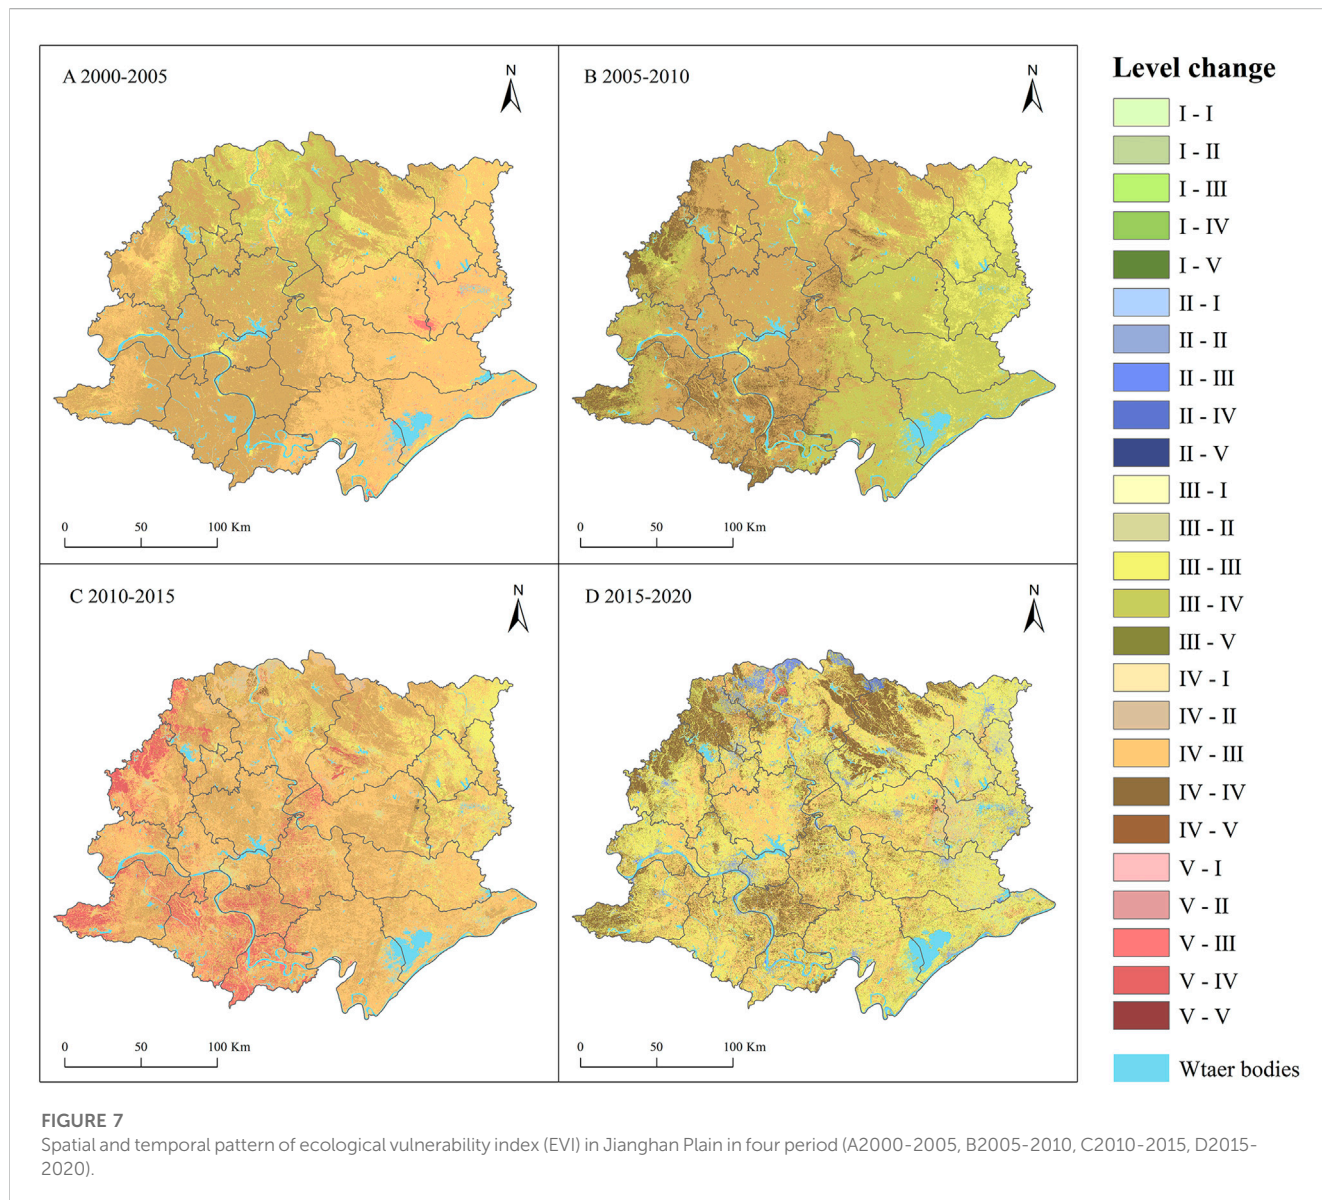 A 2000-2005
N
0 50 100 Km
B 2005-2010
N
0 50 100 Km
C 2010-2015
N
0 50 100 Km
D 2015-2020
N
0 50 100 Km
Level change
I - I
I - II
I - III
I - IV
I - V
II - I
II - II
II - III
II - IV
II - V
III - I
III - II
III - III
III - IV
III - V
IV - I
IV - II
IV - III
IV - IV
IV - V
V - I
V - II
V - III
V - IV
V - V
Wtaer bodies
FIGURE 7
Spatial and temporal pattern of ecological vulnerability index (EVI) in Jianghan Plain in four period (A2000-2005, B2005-2010, C2010-2015, D2015-
2020).